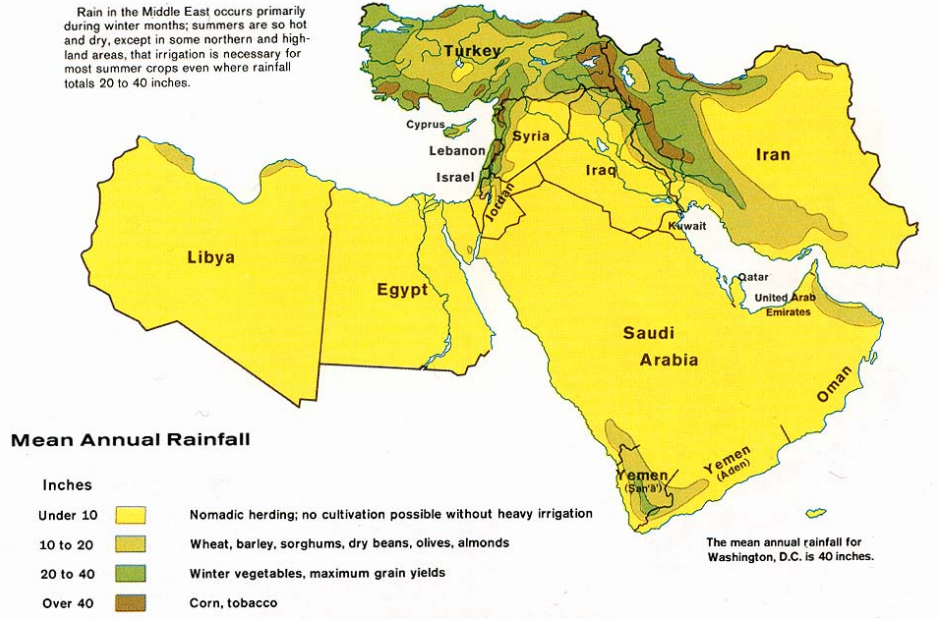 Rain in the Middle East occurs primarily
during winter months; summers are so hot
and dry, except in some northern and high-
land areas, that irrigation is necessary for
most summer crops even where rainfall
totals 20 to 40 inches.
Turkey
Cyprus
Syria
Lebanon
Iran
Iraq
Israel
Jordan
Kuwait
Libya
Egypt
Qatar
United Arab
Emirates
Saudi
Arabia
Oman
Yemen
(Aden)
Yemen
(Ṣan'ā')
Mean Annual Rainfall
Inches
Under 10 Nomadic herding; no cultivation possible without heavy irrigation
10 to 20 Wheat, barley, sorghums, dry beans, olives, almonds
20 to 40 Winter vegetables, maximum grain yields
Over 40 Corn, tobacco
The mean annual rainfall for
Washington, D.C. is 40 inches.